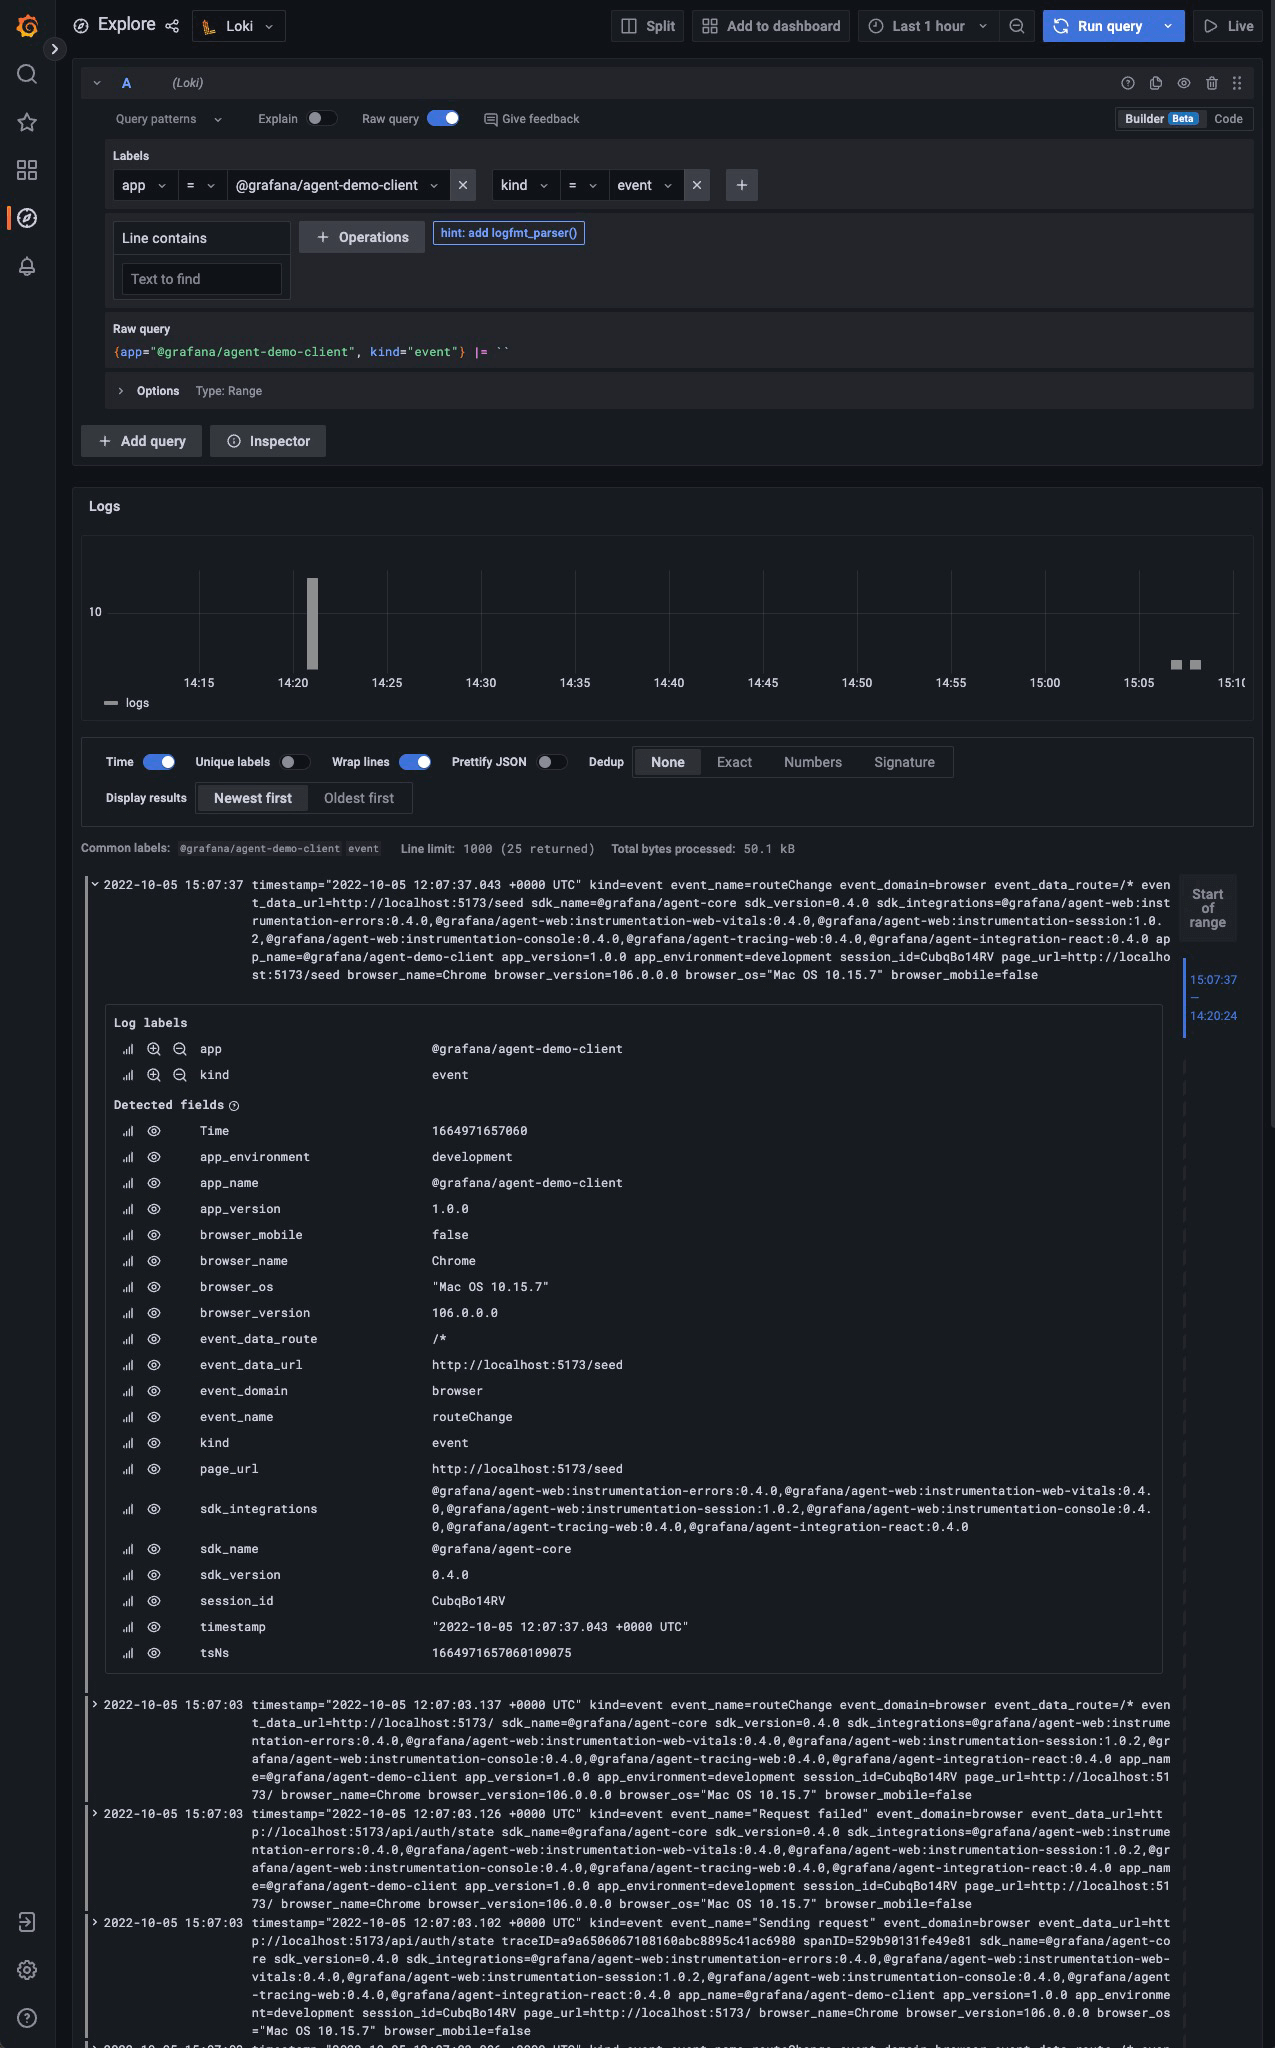 Explore
Loki
Split
Add to dashboard
Last 1 hour
Run query
Live
A
(Loki)
Query patterns
Explain
Raw query
Give feedback
Builder Beta
Code
Labels
app
=
@grafana/agent-demo-client
kind
=
event
+
Line contains
+ Operations
hint: add logfmt_parser()
Text to find
Raw query
{app="@grafana/agent-demo-client", kind="event"} |= ``
Options Type: Range
+ Add query
Inspector
Logs
10
14:15 14:20 14:25 14:30 14:35 14:40 14:45 14:50 14:55 15:00 15:05 15:10
logs
Time
Unique labels
Wrap lines
Prettify JSON
Dedup
None
Exact
Numbers
Signature
Display results
Newest first
Oldest first
Common labels: @grafana/agent-demo-client event Line limit: 1000 (25 returned) Total bytes processed: 50.1 kB
2022-10-05 15:07:37 timestamp="2022-10-05 12:07:37.043 +0000 UTC" kind=event event_name=routeChange event_domain=browser event_data_route=/* even
t_data_url=http://localhost:5173/seed sdk_name=@grafana/agent-core sdk_version=0.4.0 sdk_integrations=@grafana/agent-web:inst
rumentation-errors:0.4.0,@grafana/agent-web:instrumentation-web-vitals:0.4.0,@grafana/agent-web:instrumentation-session:1.0.
2,@grafana/agent-web:instrumentation-console:0.4.0,@grafana/agent-tracing-web:0.4.0,@grafana/agent-integration-react:0.4.0 ap
p_name=@grafana/agent-demo-client app_version=1.0.0 app_environment=development session_id=CubqBo14RV page_url=http://localho
st:5173/seed browser_name=Chrome browser_version=106.0.0.0 browser_os="Mac OS 10.15.7" browser_mobile=false
Start
of
range
15:07:37
—
14:20:24
Log labels
app @grafana/agent-demo-client
kind event
Detected fields
Time 1664971657060
app_environment development
app_name @grafana/agent-demo-client
app_version 1.0.0
browser_mobile false
browser_name Chrome
browser_os "Mac OS 10.15.7"
browser_version 106.0.0.0
event_data_route /*
event_data_url http://localhost:5173/seed
event_domain browser
event_name routeChange
kind event
page_url http://localhost:5173/seed
sdk_integrations @grafana/agent-web:instrumentation-errors:0.4.0,@grafana/agent-web:instrumentation-web-vitals:0.4.
0,@grafana/agent-web:instrumentation-session:1.0.2,@grafana/agent-web:instrumentation-console:0.4.
0,@grafana/agent-tracing-web:0.4.0,@grafana/agent-integration-react:0.4.0
sdk_name @grafana/agent-core
sdk_version 0.4.0
session_id CubqBo14RV
timestamp "2022-10-05 12:07:37.043 +0000 UTC"
tsNs 1664971657060109075
2022-10-05 15:07:03 timestamp="2022-10-05 12:07:03.137 +0000 UTC" kind=event event_name=routeChange event_domain=browser event_data_route=/* even
t_data_url=http://localhost:5173/ sdk_name=@grafana/agent-core sdk_version=0.4.0 sdk_integrations=@grafana/agent-web:instrume
ntation-errors:0.4.0,@grafana/agent-web:instrumentation-web-vitals:0.4.0,@grafana/agent-web:instrumentation-session:1.0.2,@gr
afana/agent-web:instrumentation-console:0.4.0,@grafana/agent-tracing-web:0.4.0,@grafana/agent-integration-react:0.4.0 app_nam
e=@grafana/agent-demo-client app_version=1.0.0 app_environment=development session_id=CubqBo14RV page_url=http://localhost:51
73/ browser_name=Chrome browser_version=106.0.0.0 browser_os="Mac OS 10.15.7" browser_mobile=false
2022-10-05 15:07:03 timestamp="2022-10-05 12:07:03.126 +0000 UTC" kind=event event_name="Request failed" event_domain=browser event_data_url=htt
p://localhost:5173/api/auth/state sdk_name=@grafana/agent-core sdk_version=0.4.0 sdk_integrations=@grafana/agent-web:instrume
ntation-errors:0.4.0,@grafana/agent-web:instrumentation-web-vitals:0.4.0,@grafana/agent-web:instrumentation-session:1.0.2,@gr
afana/agent-web:instrumentation-console:0.4.0,@grafana/agent-tracing-web:0.4.0,@grafana/agent-integration-react:0.4.0 app_nam
e=@grafana/agent-demo-client app_version=1.0.0 app_environment=development session_id=CubqBo14RV page_url=http://localhost:51
73/ browser_name=Chrome browser_version=106.0.0.0 browser_os="Mac OS 10.15.7" browser_mobile=false
2022-10-05 15:07:03 timestamp="2022-10-05 12:07:03.102 +0000 UTC" kind=event event_name="Sending request" event_domain=browser event_data_url=htt
p://localhost:5173/api/auth/state traceID=a9a6506067108160abc8895c41ac6980 spanID=529b90131fe49e81 sdk_name=@grafana/agent-co
re sdk_version=0.4.0 sdk_integrations=@grafana/agent-web:instrumentation-errors:0.4.0,@grafana/agent-web:instrumentation-web-
vitals:0.4.0,@grafana/agent-web:instrumentation-session:1.0.2,@grafana/agent-web:instrumentation-console:0.4.0,@grafana/agent
-tracing-web:0.4.0,@grafana/agent-integration-react:0.4.0 app_name=@grafana/agent-demo-client app_version=1.0.0 app_environme
nt=development session_id=CubqBo14RV page_url=http://localhost:5173/ browser_name=Chrome browser_version=106.0.0.0 browser_os
="Mac OS 10.15.7" browser_mobile=false